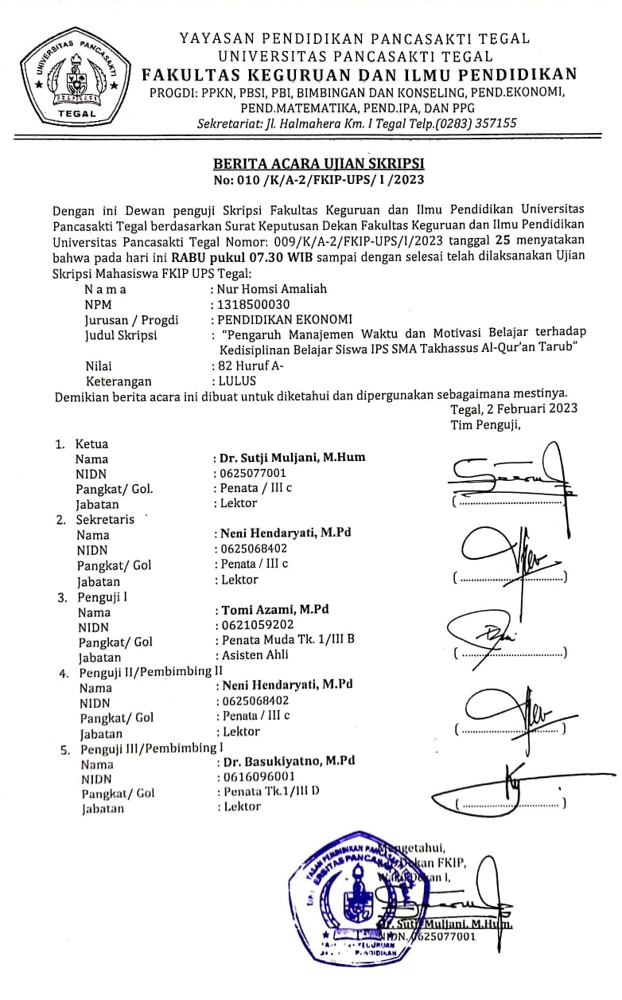 UNIVERSITAS PANCASAKTI
TEGAL
YAYASAN PENDIDIKAN PANCASAKTI TEGAL
UNIVERSITAS PANCASAKTI TEGAL
FAKULTAS KEGURUAN DAN ILMU PENDIDIKAN
PROGDI: PPKN, PBSI, PBI, BIMBINGAN DAN KONSELING, PEND.EKONOMI,
PEND.MATEMATIKA, PEND.IPA, DAN PPG
Sekretariat: Jl. Halmahera Km. I Tegal Telp.(0283) 357155
BERITA ACARA UJIAN SKRIPSI
No: 010 /K/A-2/FKIP-UPS/ I /2023
Dengan ini Dewan penguji Skripsi Fakultas Keguruan dan Ilmu Pendidikan Universitas
Pancasakti Tegal berdasarkan Surat Keputusan Dekan Fakultas Keguruan dan Ilmu Pendidikan
Universitas Pancasakti Tegal Nomor: 009/K/A-2/FKIP-UPS/I/2023 tanggal 25 menyatakan
bahwa pada hari ini RABU pukul 07.30 WIB sampai dengan selesai telah dilaksanakan Ujian
Skripsi Mahasiswa FKIP UPS Tegal:
N a m a : Nur Homsi Amaliah
NPM : 1318500030
Jurusan / Progdi : PENDIDIKAN EKONOMI
Judul Skripsi : "Pengaruh Manajemen Waktu dan Motivasi Belajar terhadap
Kedisiplinan Belajar Siswa IPS SMA Takhassus Al-Qur'an Tarub"
Nilai : 82 Huruf A-
Keterangan : LULUS
Demikian berita acara ini dibuat untuk diketahui dan dipergunakan sebagaimana mestinya.
Tegal, 2 Februari 2023
Tim Penguji,
1. Ketua
Nama : Dr. Sutji Muljani, M.Hum
NIDN : 0625077001
Pangkat/ Gol. : Penata / III c
Jabatan : Lektor (................................)
2. Sekretaris
Nama : Neni Hendaryati, M.Pd
NIDN : 0625068402
Pangkat/ Gol : Penata / III c
Jabatan : Lektor (................................)
3. Penguji I
Nama : Tomi Azami, M.Pd
NIDN : 0621059202
Pangkat/ Gol : Penata Muda Tk. 1/III B
Jabatan : Asisten Ahli (................................)
4. Penguji II/Pembimbing II
Nama : Neni Hendaryati, M.Pd
NIDN : 0625068402
Pangkat/ Gol : Penata / III c
Jabatan : Lektor (................................)
5. Penguji III/Pembimbing I
Nama : Dr. Basukiyatno, M.Pd
NIDN : 0616096001
Pangkat/ Gol : Penata Tk.1/III D
Jabatan : Lektor (................................)
Mengetahui,
Dekan FKIP,
Wakil Dekan I,
Dr. Sutji Muljani, M.Hum.
NIDN. 0625077001
YAYASAN PENDIDIKAN PANCASAKTI
TEGAL
KEGURUAN
PENDIDIKAN